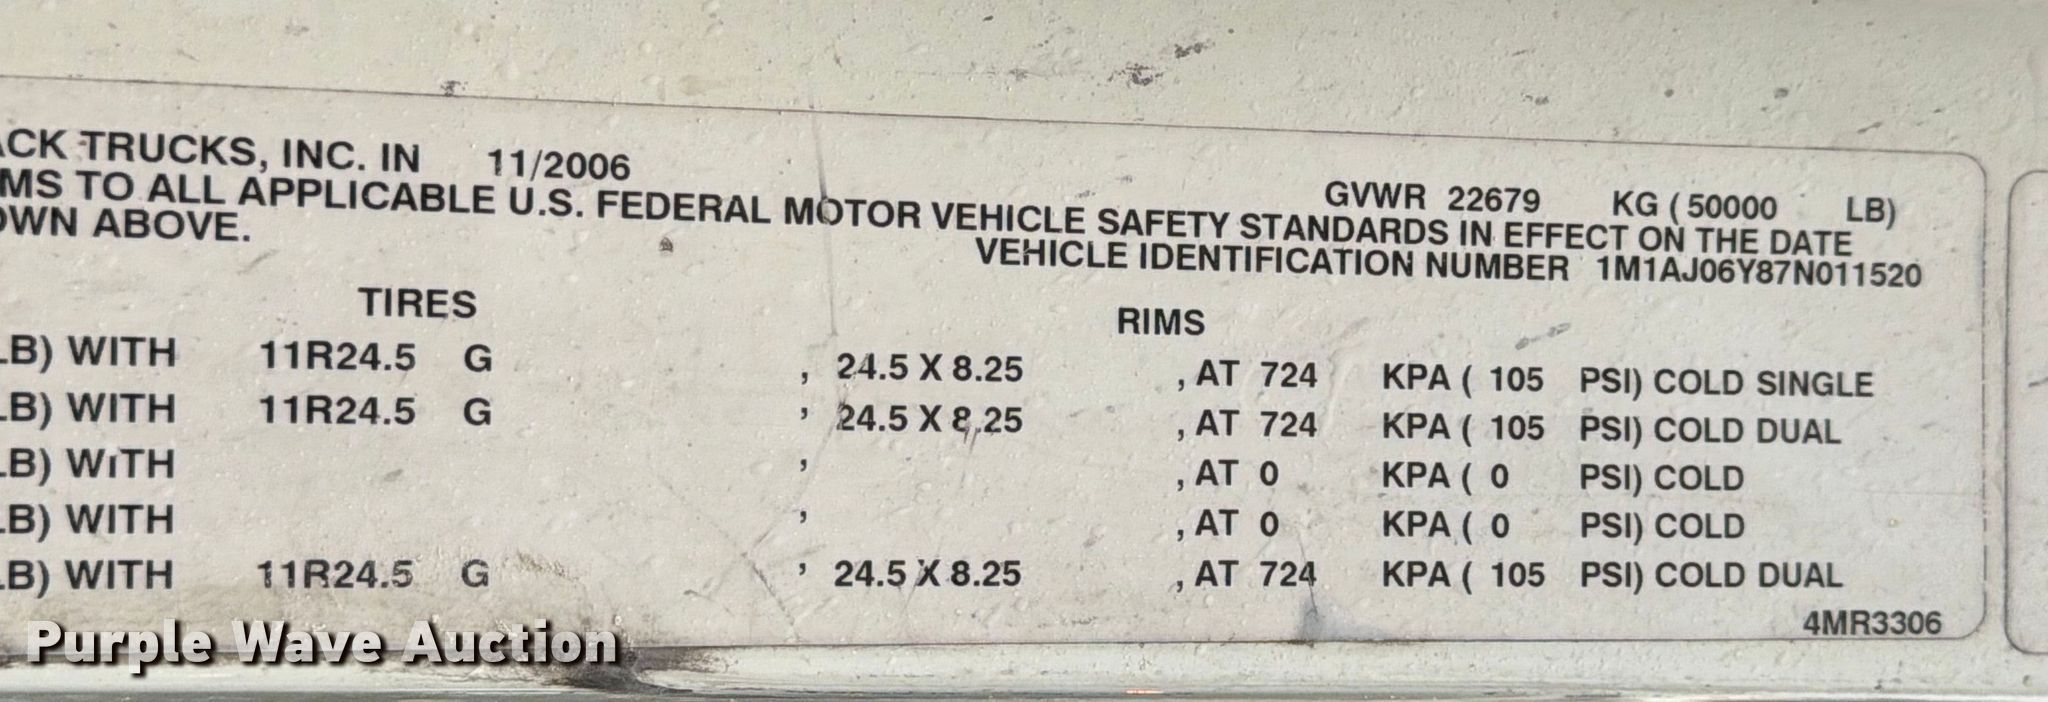 ACK TRUCKS, INC. IN 11/2006
GVWR 22679 KG ( 50000 LB)
MS TO ALL APPLICABLE U.S. FEDERAL MOTOR VEHICLE SAFETY STANDARDS IN EFFECT ON THE DATE
OWN ABOVE.
VEHICLE IDENTIFICATION NUMBER 1M1AJ06Y87N011520
TIRES RIMS
LB) WITH 11R24.5 G , 24.5 X 8.25 , AT 724 KPA ( 105 PSI) COLD SINGLE
LB) WITH 11R24.5 G , 24.5 X 8.25 , AT 724 KPA ( 105 PSI) COLD DUAL
LB) WITH , , AT 0 KPA ( 0 PSI) COLD
LB) WITH , , AT 0 KPA ( 0 PSI) COLD
LB) WITH 11R24.5 G , 24.5 X 8.25 , AT 724 KPA ( 105 PSI) COLD DUAL
4MR3306
Purple Wave Auction